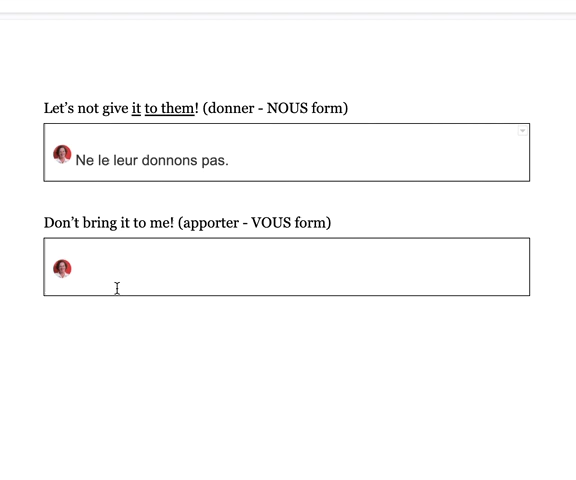 Let’s not give it to them! (donner - NOUS form)
Ne le leur donnons pas.
Don’t bring it to me! (apporter - VOUS form)